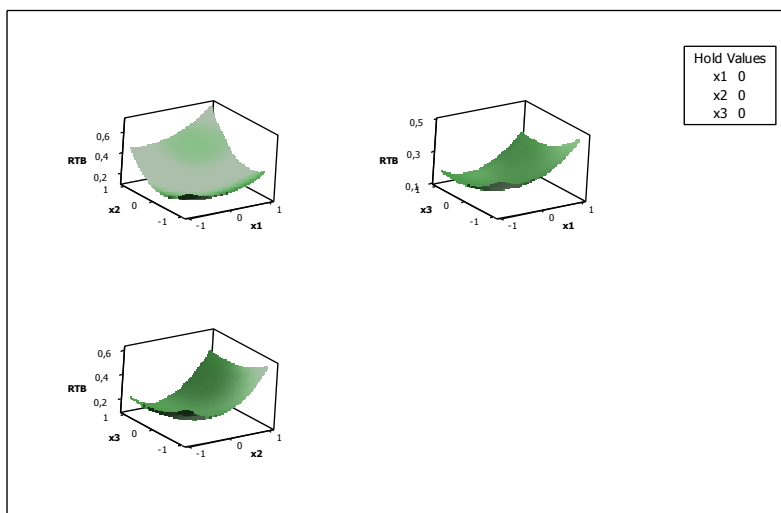 Hold Values
x1 0
x2 0
x3 0
0,6
0,4
RTB
0,2
1
0
x2
-1
-1
0
x1
1
0,5
0,3
RTB
0,1
1
0
x3
-1
-1
0
x1
1
0,6
0,4
RTB
0,2
1
0
x3
-1
-1
0
x2
1